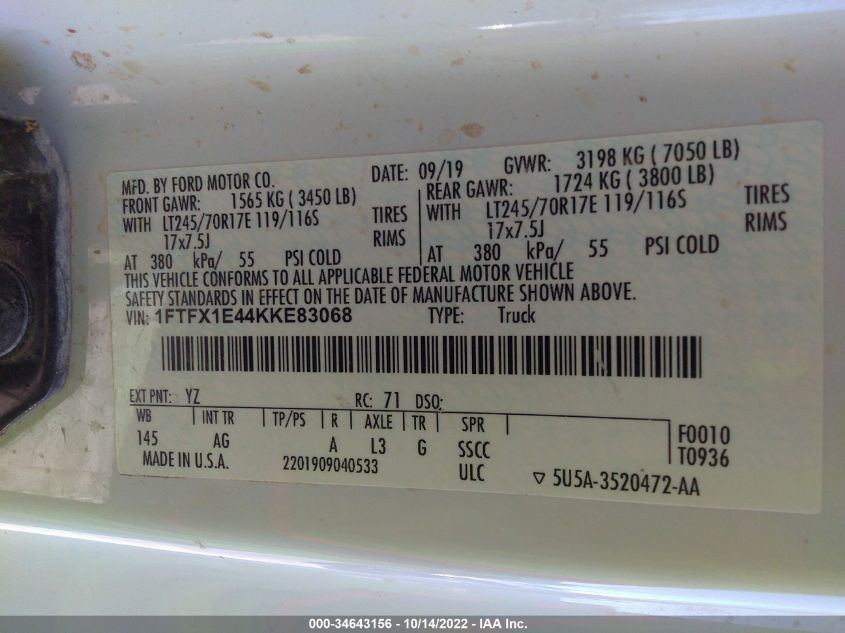 MFD. BY FORD MOTOR CO. DATE: 09/19 GVWR: 3198 KG ( 7050 LB)
FRONT GAWR: 1565 KG ( 3450 LB) REAR GAWR: 1724 KG ( 3800 LB)
WITH LT245/70R17E 119/116S TIRES WITH LT245/70R17E 119/116S TIRES
17x7.5J RIMS 17x7.5J RIMS
AT 380 kPa/ 55 PSI COLD AT 380 kPa/ 55 PSI COLD
THIS VEHICLE CONFORMS TO ALL APPLICABLE FEDERAL MOTOR VEHICLE
SAFETY STANDARDS IN EFFECT ON THE DATE OF MANUFACTURE SHOWN ABOVE.
VIN: 1FTFX1E44KKE83068 TYPE: Truck
EXT PNT: YZ RC: 71 DSO:
WB INT TR TP/PS R AXLE TR SPR
145 AG A L3 G SSCC F0010
ULC T0936
MADE IN U.S.A. 2201909040533 ▽ 5U5A-3520472-AA
000-34643156 - 10/14/2022 - IAA Inc.